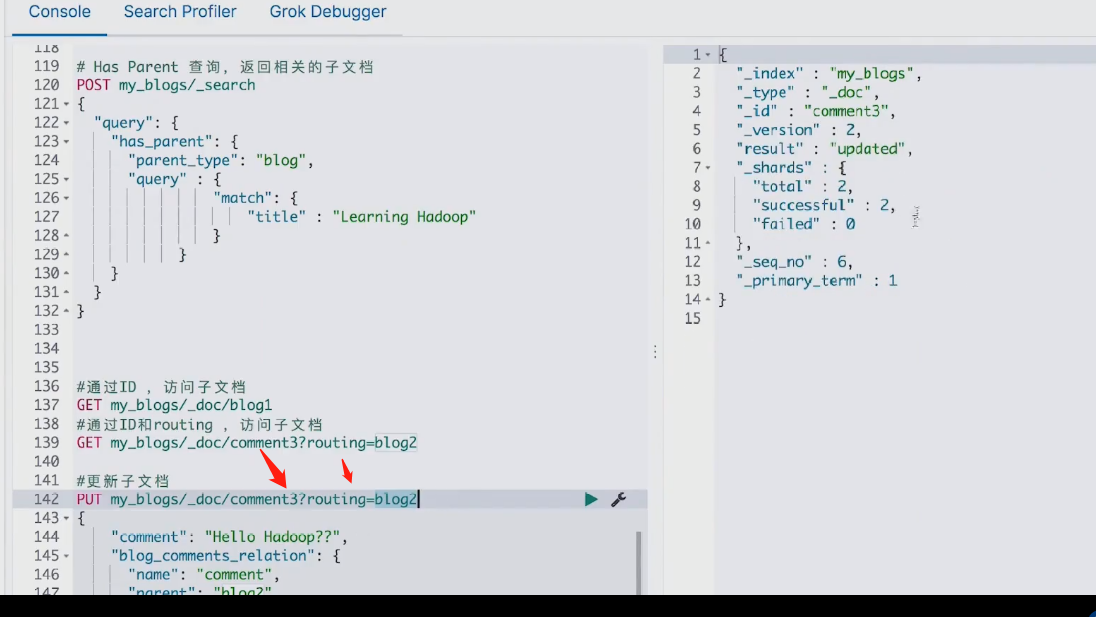 Console Search Profiler Grok Debugger
118
119 # Has Parent 查询, 返回相关的子文档
120 POST my_blogs/_search
121 {
122 "query": {
123 "has_parent": {
124 "parent_type": "blog",
125 "query" : {
126 "match": {
127 "title" : "Learning Hadoop"
128 }
129 }
130 }
131 }
132 }
133
134
135
136 #通过ID ，访问子文档
137 GET my_blogs/_doc/blog1
138 #通过ID和routing ，访问子文档
139 GET my_blogs/_doc/comment3?routing=blog2
140
141 #更新子文档
142 PUT my_blogs/_doc/comment3?routing=blog2
143 {
144 "comment": "Hello Hadoop??",
145 "blog_comments_relation": {
146 "name": "comment",
147 "parent": "blog2"
1 {
2 "_index" : "my_blogs",
3 "_type" : "_doc",
4 "_id" : "comment3",
5 "_version" : 2,
6 "result" : "updated",
7 "_shards" : {
8 "total" : 2,
9 "successful" : 2,
10 "failed" : 0
11 },
12 "_seq_no" : 6,
13 "_primary_term" : 1
14 }
15